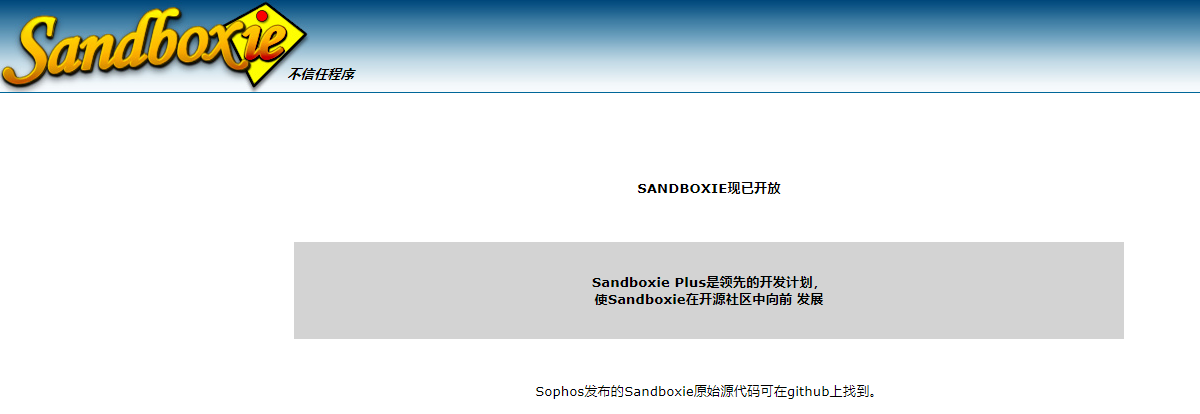 Sandboxie
不信任程序
SANDBOXIE现已开放
Sandboxie Plus是领先的开发计划，
使Sandboxie在开源社区中向前 发展
Sophos发布的Sandboxie原始源代码可在github上找到。